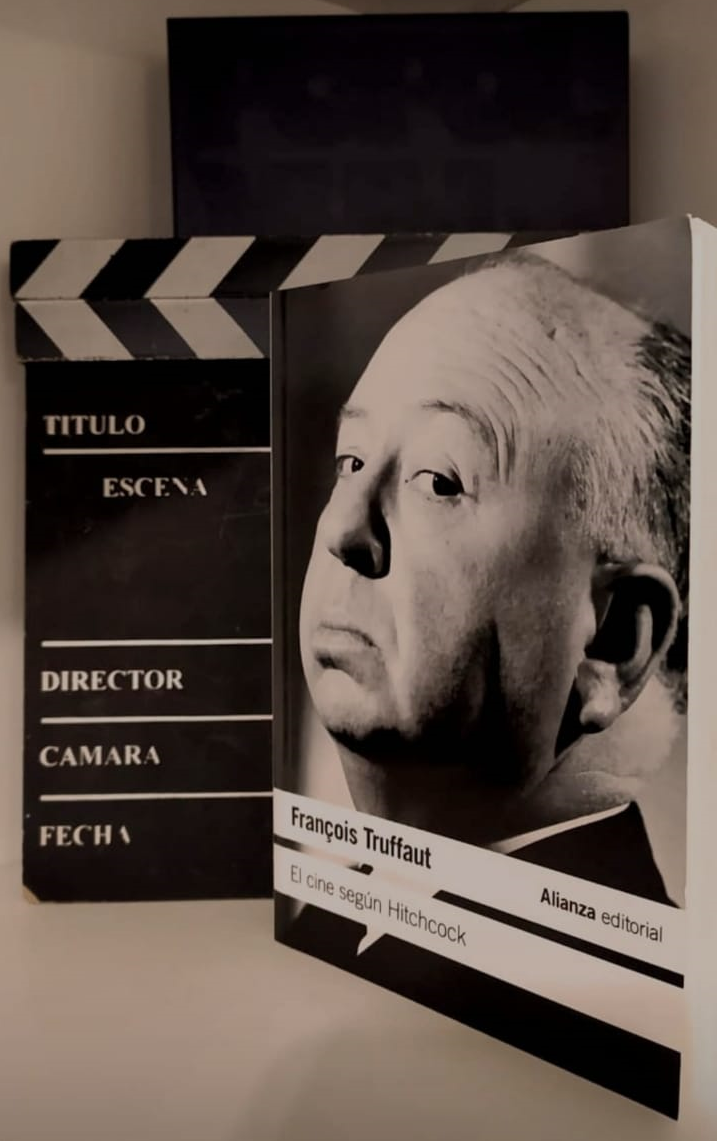 TITULO
ESCENA
DIRECTOR
CAMARA
FECHA
François Truffaut
Alianza editorial
El cine según Hitchcock